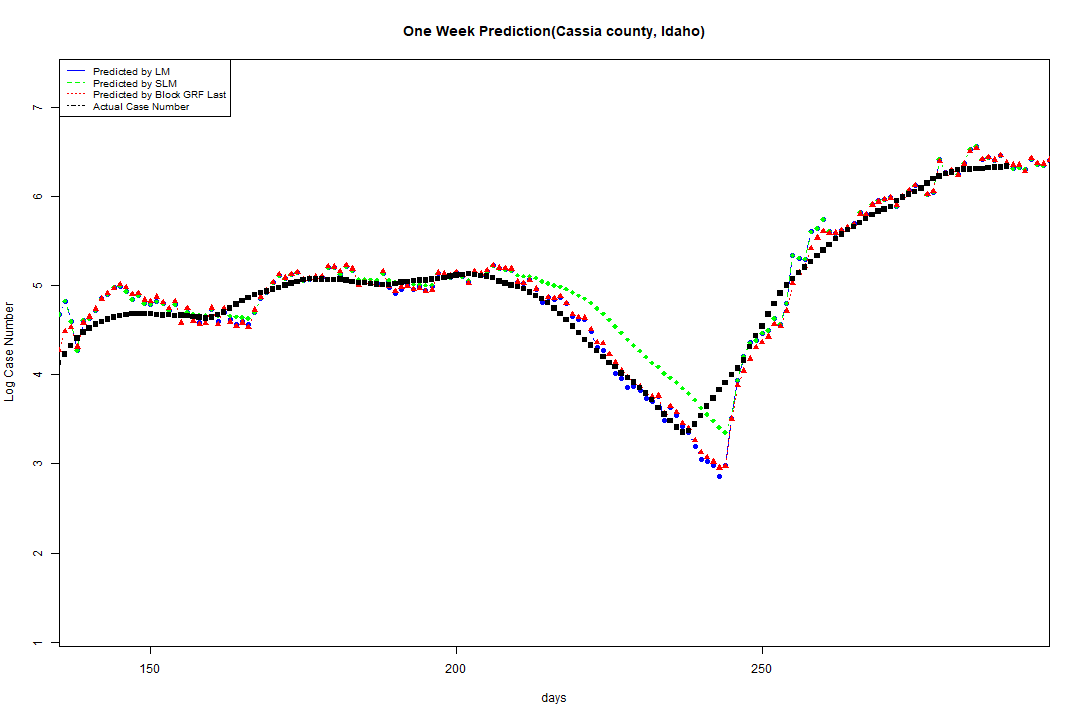 One Week Prediction(Cassia county, Idaho)
Predicted by LM
Predicted by SLM
Predicted by Block GRF Last
Actual Case Number
Log Case Number
7
6
5
4
3
2
1
150
200
250
days